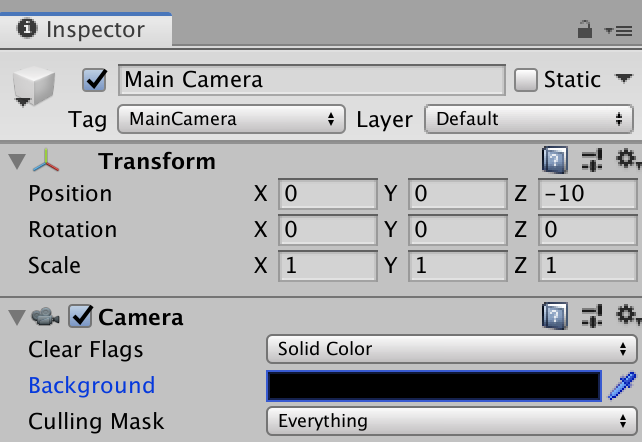 Inspector
Main Camera Static
Tag MainCamera Layer Default
Transform
Position X 0 Y 0 Z -10
Rotation X 0 Y 0 Z 0
Scale X 1 Y 1 Z 1
Camera
Clear Flags Solid Color
Background
Culling Mask Everything